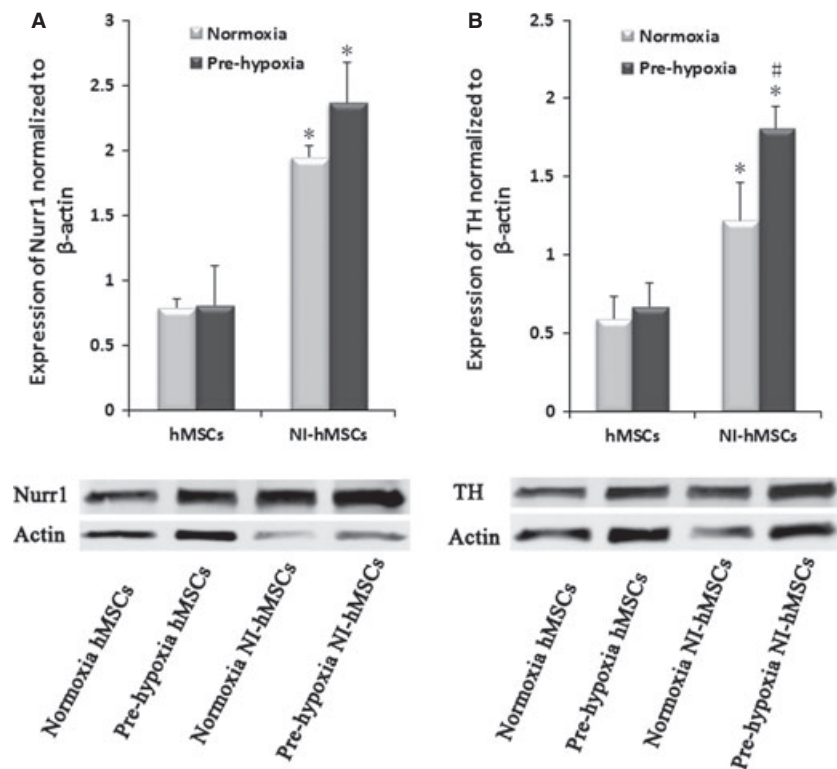 A
Expression of Nurr1 normalized to
β-actin
3
2.5
2
1.5
1
0.5
0
Normoxia
Pre-hypoxia
*
*
hMSCs
NI-hMSCs
Nurr1
Actin
Normoxia hMSCs
Pre-hypoxia hMSCs
Normoxia NI-hMSCs
Pre-hypoxia NI-hMSCs
B
Expression of TH normalized to
β-actin
2.5
2
1.5
1
0.5
0
Normoxia
Pre-hypoxia
*
#
*
hMSCs
NI-hMSCs
TH
Actin
Normoxia hMSCs
Pre-hypoxia hMSCs
Normoxia NI-hMSCs
Pre-hypoxia NI-hMSCs